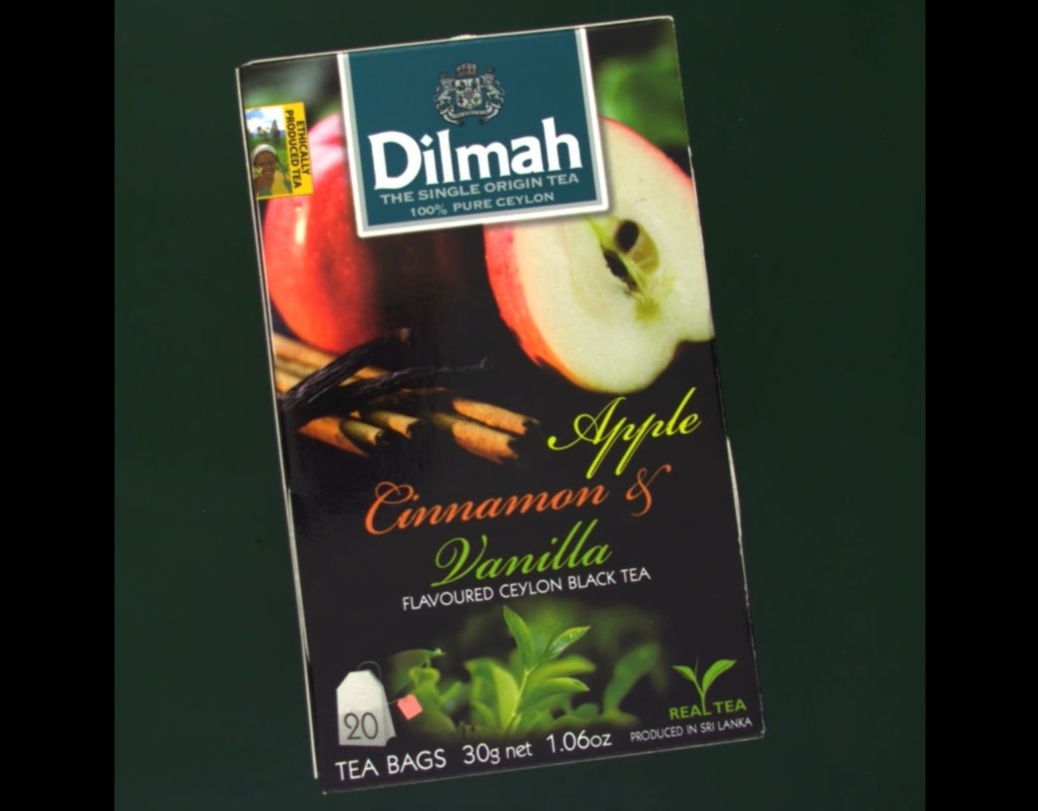 ETHICALLY
PRODUCED TEA
Dilmah
THE SINGLE ORIGIN TEA
100% PURE CEYLON
Apple
Cinnamon &
Vanilla
FLAVOURED CEYLON BLACK TEA
20
TEA BAGS 30g net 1.06oz
REAL TEA
PRODUCED IN SRI LANKA